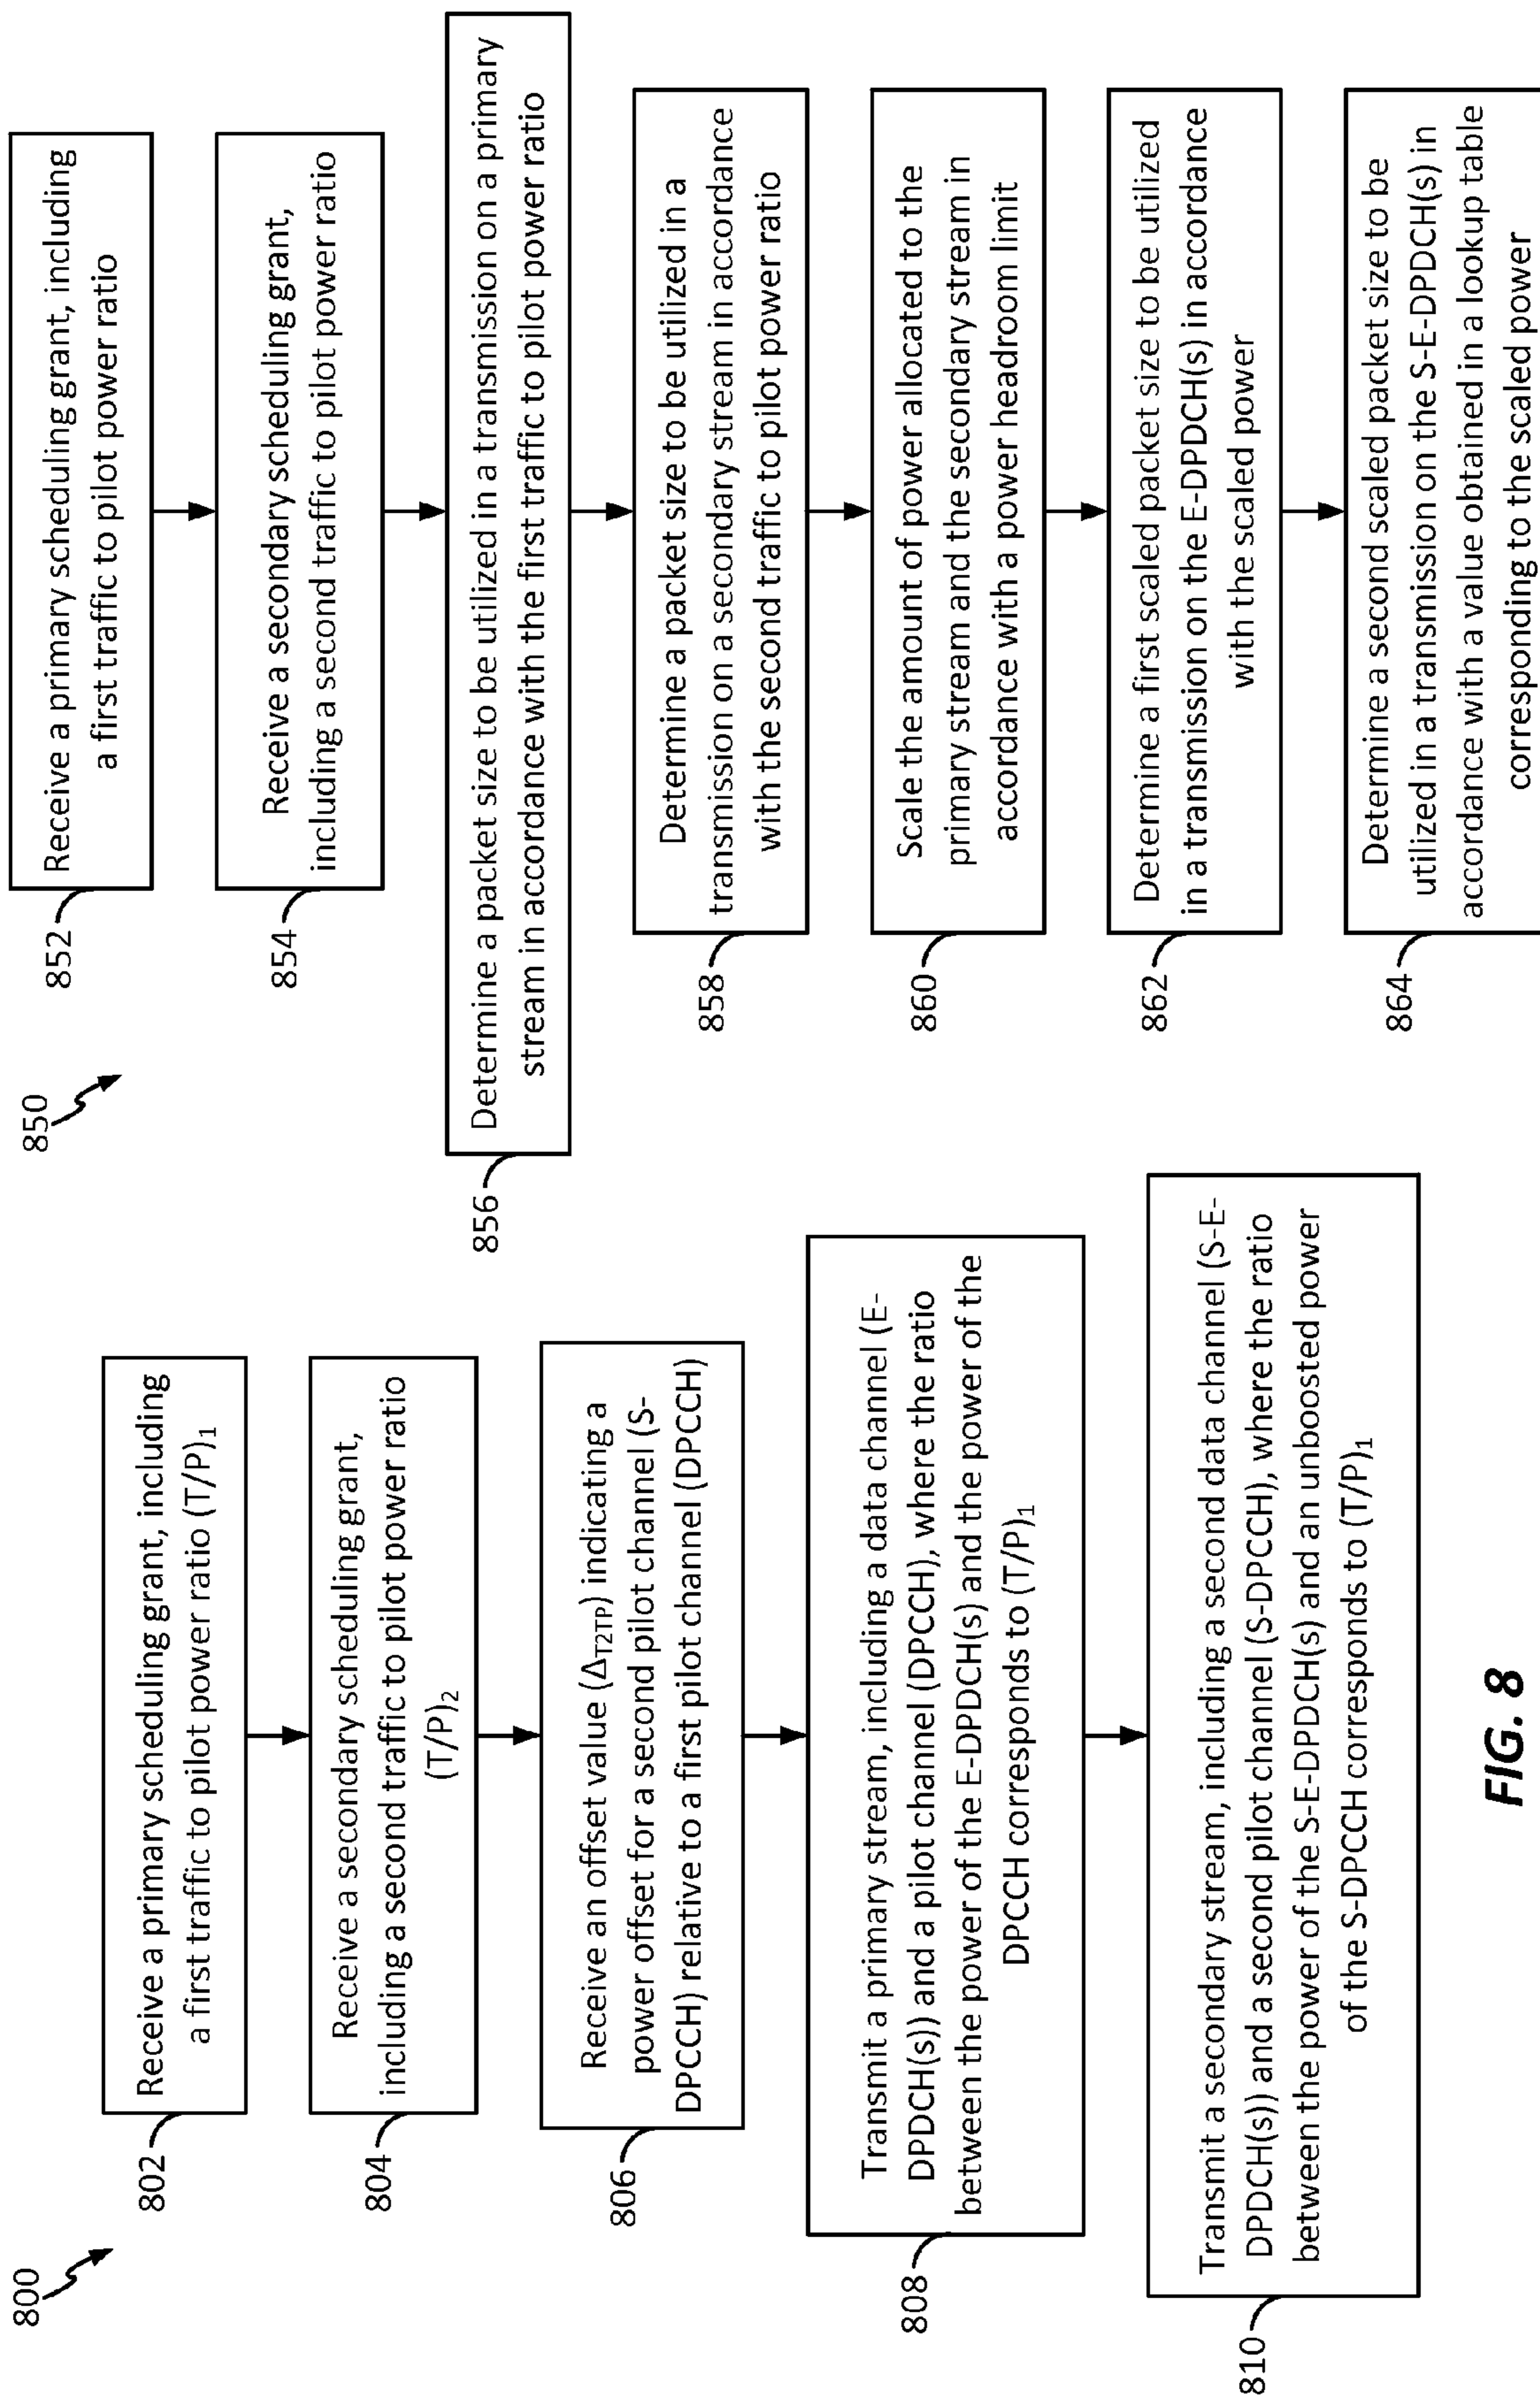 800
802
Receive a primary scheduling grant, including
a first traffic to pilot power ratio (T/P)₁
804
Receive a secondary scheduling grant,
including a second traffic to pilot power ratio
(T/P)₂
806
Receive an offset value (Δ_T2TP) indicating a
power offset for a second pilot channel (S-
DPCCH) relative to a first pilot channel (DPCCH)
808
Transmit a primary stream, including a data channel (E-
DPDCH(s)) and a pilot channel (DPCCH), where the ratio
between the power of the E-DPDCH(s) and the power of the
DPCCH corresponds to (T/P)₁
810
Transmit a secondary stream, including a second data channel (S-E-
DPDCH(s)) and a second pilot channel (S-DPCCH), where the ratio
between the power of the S-E-DPDCH(s) and an unboosted power
of the S-DPCCH corresponds to (T/P)₁
850
852
Receive a primary scheduling grant, including
a first traffic to pilot power ratio
854
Receive a secondary scheduling grant,
including a second traffic to pilot power ratio
856
Determine a packet size to be utilized in a transmission on a primary
stream in accordance with the first traffic to pilot power ratio
858
Determine a packet size to be utilized in a
transmission on a secondary stream in accordance
with the second traffic to pilot power ratio
860
Scale the amount of power allocated to the
primary stream and the secondary stream in
accordance with a power headroom limit
862
Determine a first scaled packet size to be utilized
in a transmission on the E-DPDCH(s) in accordance
with the scaled power
864
Determine a second scaled packet size to be
utilized in a transmission on the S-E-DPDCH(s) in
accordance with a value obtained in a lookup table
corresponding to the scaled power
FIG. 8